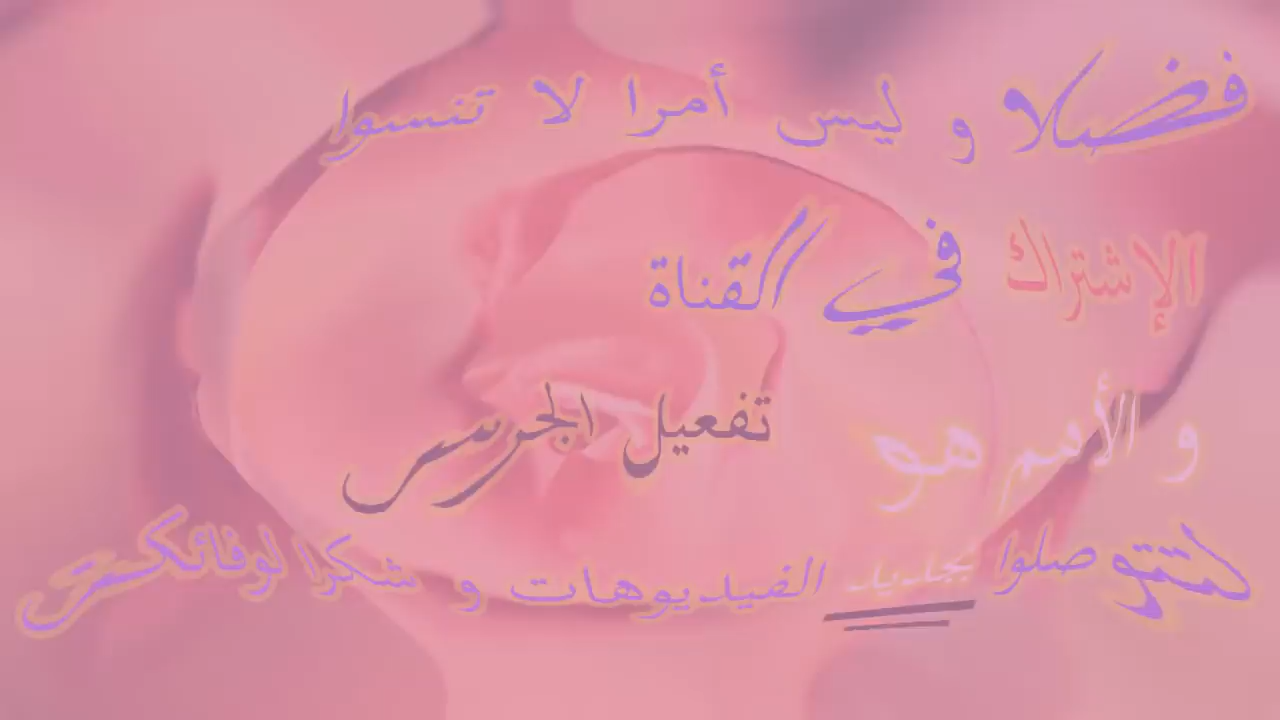 فضلا و ليس أمرا لا تنسوا
الإشتراك في القناة
و الأسم هو تفعيل الجرس
لتتوصلوا بجديد الفيديوهات و شكرا لوفائكم